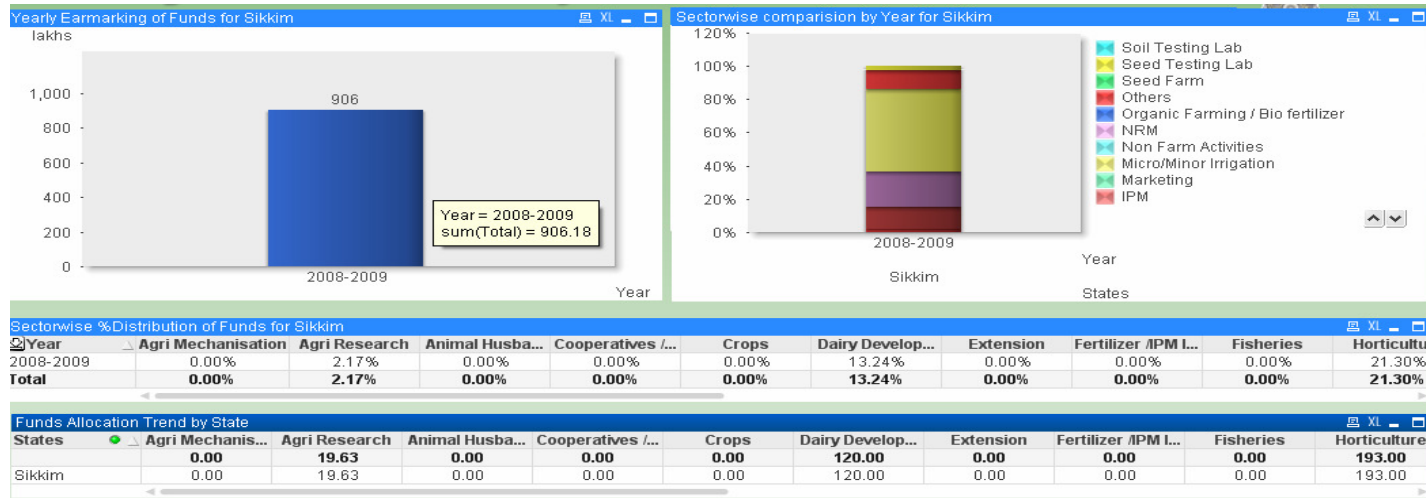 Yearly Earmarking of Funds for Sikkim XL
lakhs
1,000
800
600
400
200
0
906
Year = 2008-2009
sum(Total) = 906.18
2008-2009
Year
Sectorwise comparision by Year for Sikkim XL
120%
100%
80%
60%
40%
20%
0%
2008-2009
Year
Sikkim
States
Soil Testing Lab
Seed Testing Lab
Seed Farm
Others
Organic Farming / Bio fertilizer
NRM
Non Farm Activities
Micro/Minor Irrigation
Marketing
IPM
Sectorwise %Distribution of Funds for Sikkim XL
Year Agri Mechanisation Agri Research Animal Husba... Cooperatives /... Crops Dairy Develop... Extension Fertilizer /IPM I... Fisheries Horticultu
2008-2009 0.00% 2.17% 0.00% 0.00% 0.00% 13.24% 0.00% 0.00% 0.00% 21.30%
Total 0.00% 2.17% 0.00% 0.00% 0.00% 13.24% 0.00% 0.00% 0.00% 21.30%
Funds Allocation Trend by State XL
States Agri Mechanis... Agri Research Animal Husba... Cooperatives /... Crops Dairy Develop... Extension Fertilizer /IPM I... Fisheries Horticulture
0.00 19.63 0.00 0.00 0.00 120.00 0.00 0.00 0.00 193.00
Sikkim 0.00 19.63 0.00 0.00 0.00 120.00 0.00 0.00 0.00 193.00